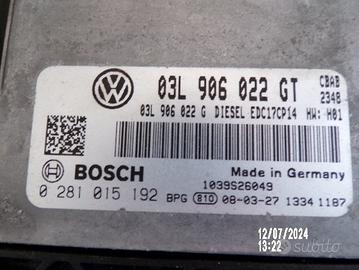 03L 906 022 GT CBAB
2348
03L 906 022 G DIESEL EDC17CP14 HW: H01
BOSCH
Made in Germany
1039S26049
0 281 015 192 BPG 810 08-03-27 1334 1187
12/07/2024
13:22
subito